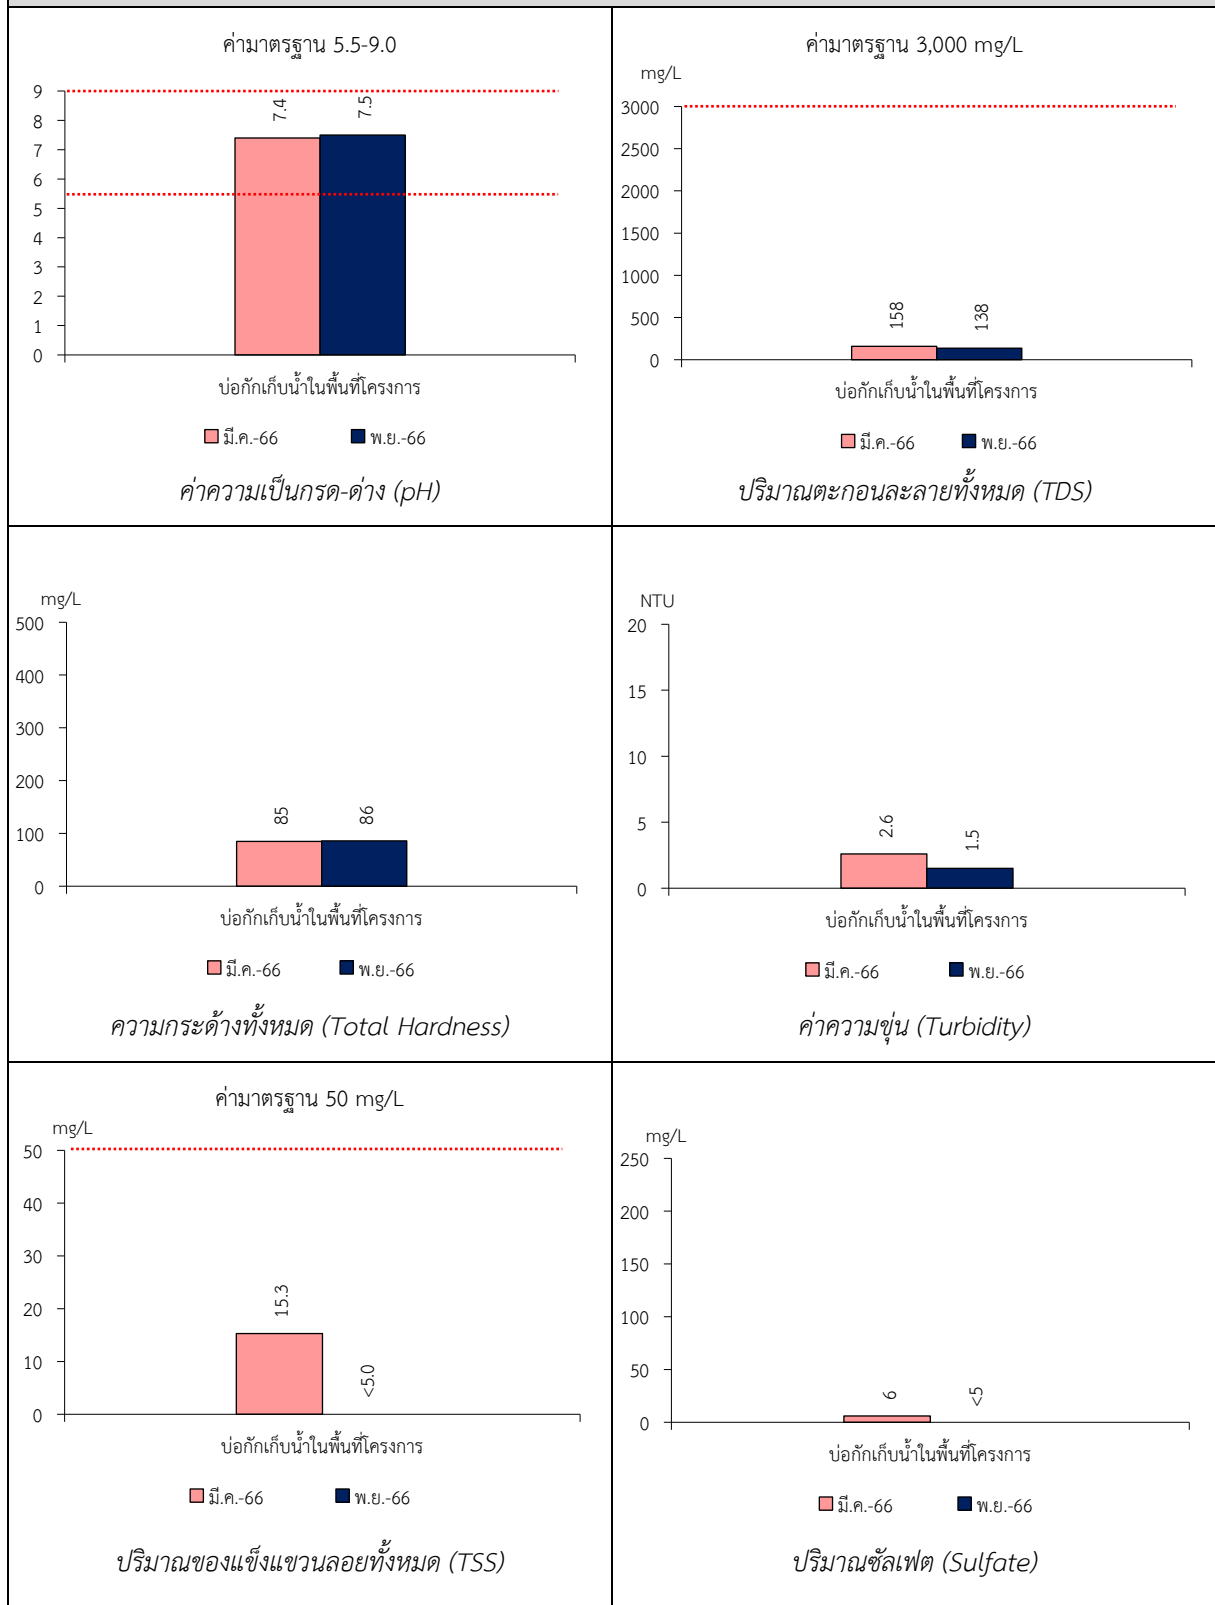 ค่ามาตรฐาน 5.5-9.0
9
8
7
6
5
4
3
2
1
0
7.4
7.5
บ่อกักเก็บน้ำในพื้นที่โครงการ
มี.ค.-66 พ.ย.-66
ค่าความเป็นกรด-ด่าง (pH)
ค่ามาตรฐาน 3,000 mg/L
mg/L
3000
2500
2000
1500
1000
500
0
158
138
บ่อกักเก็บน้ำในพื้นที่โครงการ
มี.ค.-66 พ.ย.-66
ปริมาณตะกอนละลายทั้งหมด (TDS)
mg/L
500
400
300
200
100
0
85
86
บ่อกักเก็บน้ำในพื้นที่โครงการ
มี.ค.-66 พ.ย.-66
ความกระด้างทั้งหมด (Total Hardness)
NTU
20
15
10
5
0
2.6
1.5
บ่อกักเก็บน้ำในพื้นที่โครงการ
มี.ค.-66 พ.ย.-66
ค่าความขุ่น (Turbidity)
ค่ามาตรฐาน 50 mg/L
mg/L
50
40
30
20
10
0
15.3
<5.0
บ่อกักเก็บน้ำในพื้นที่โครงการ
มี.ค.-66 พ.ย.-66
ปริมาณของแข็งแขวนลอยทั้งหมด (TSS)
mg/L
250
200
150
100
50
0
6
<5
บ่อกักเก็บน้ำในพื้นที่โครงการ
มี.ค.-66 พ.ย.-66
ปริมาณซัลเฟต (Sulfate)